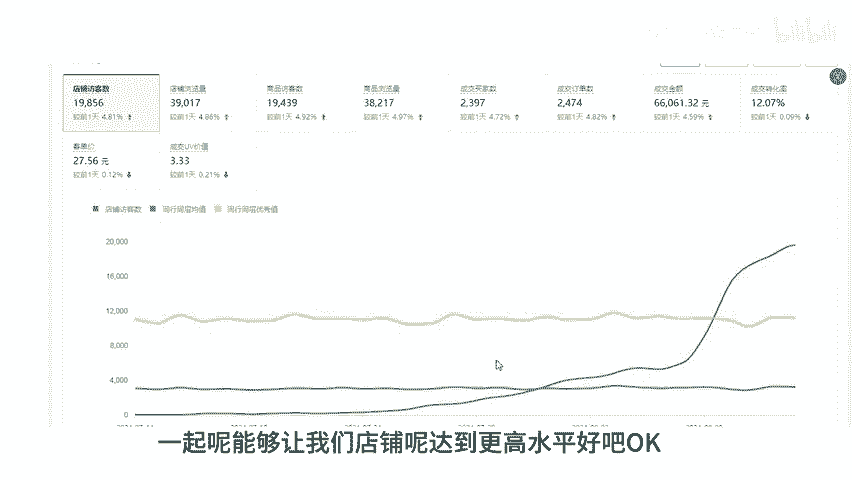 bilibili
店铺访客数 店铺浏览量 商品访客数 商品浏览量 成交买家数 成交订单数 成交金额 成交转化率
19,856 39,017 19,439 38,217 2,397 2,474 66,061.32 元 12.07%
较前1天 4.81% 较前1天 4.86% 较前1天 4.92% 较前1天 4.97% 较前1天 4.72% 较前1天 4.82% 较前1天 4.59% 较前1天 0.09%
客单价 成交UV价值
27.56 元 3.33
较前1天 0.12% 较前1天 0.21%
店铺访客数 同行同层均值 同行同层优秀值
20,000
16,000
12,000
8,000
4,000
0
一起呢能够让我们店铺呢达到更高水平好吧OK